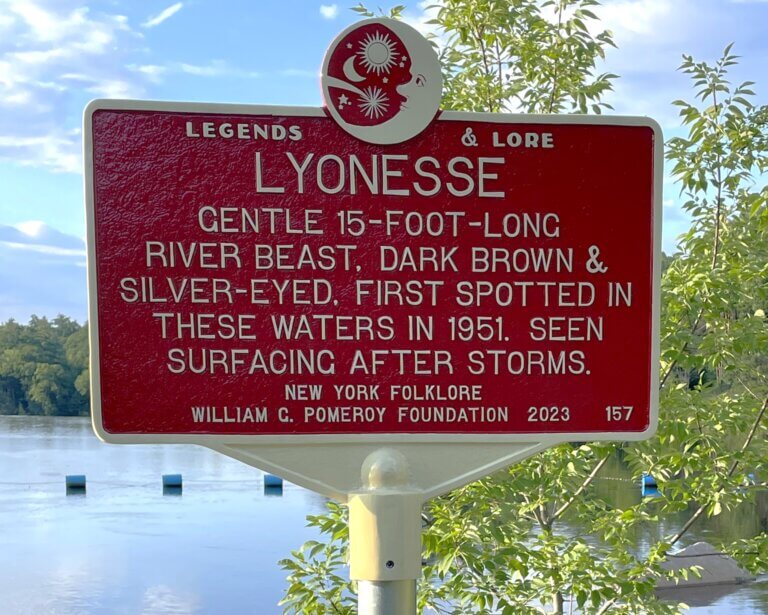 LEGENDS & LORE
LYONESSE
GENTLE 15-FOOT-LONG
RIVER BEAST, DARK BROWN &
SILVER-EYED. FIRST SPOTTED IN
THESE WATERS IN 1951. SEEN
SURFACING AFTER STORMS.
NEW YORK FOLKLORE
WILLIAM G. POMEROY FOUNDATION 2023 157